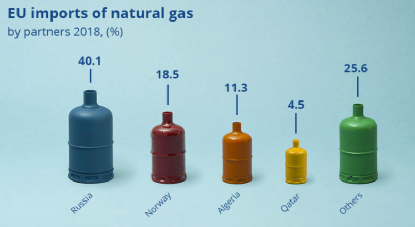 EU imports of natural gas
by partners 2018, (%)
40.1
18.5
11.3
4.5
25.6
Russia
Norway
Algeria
Qatar
Others